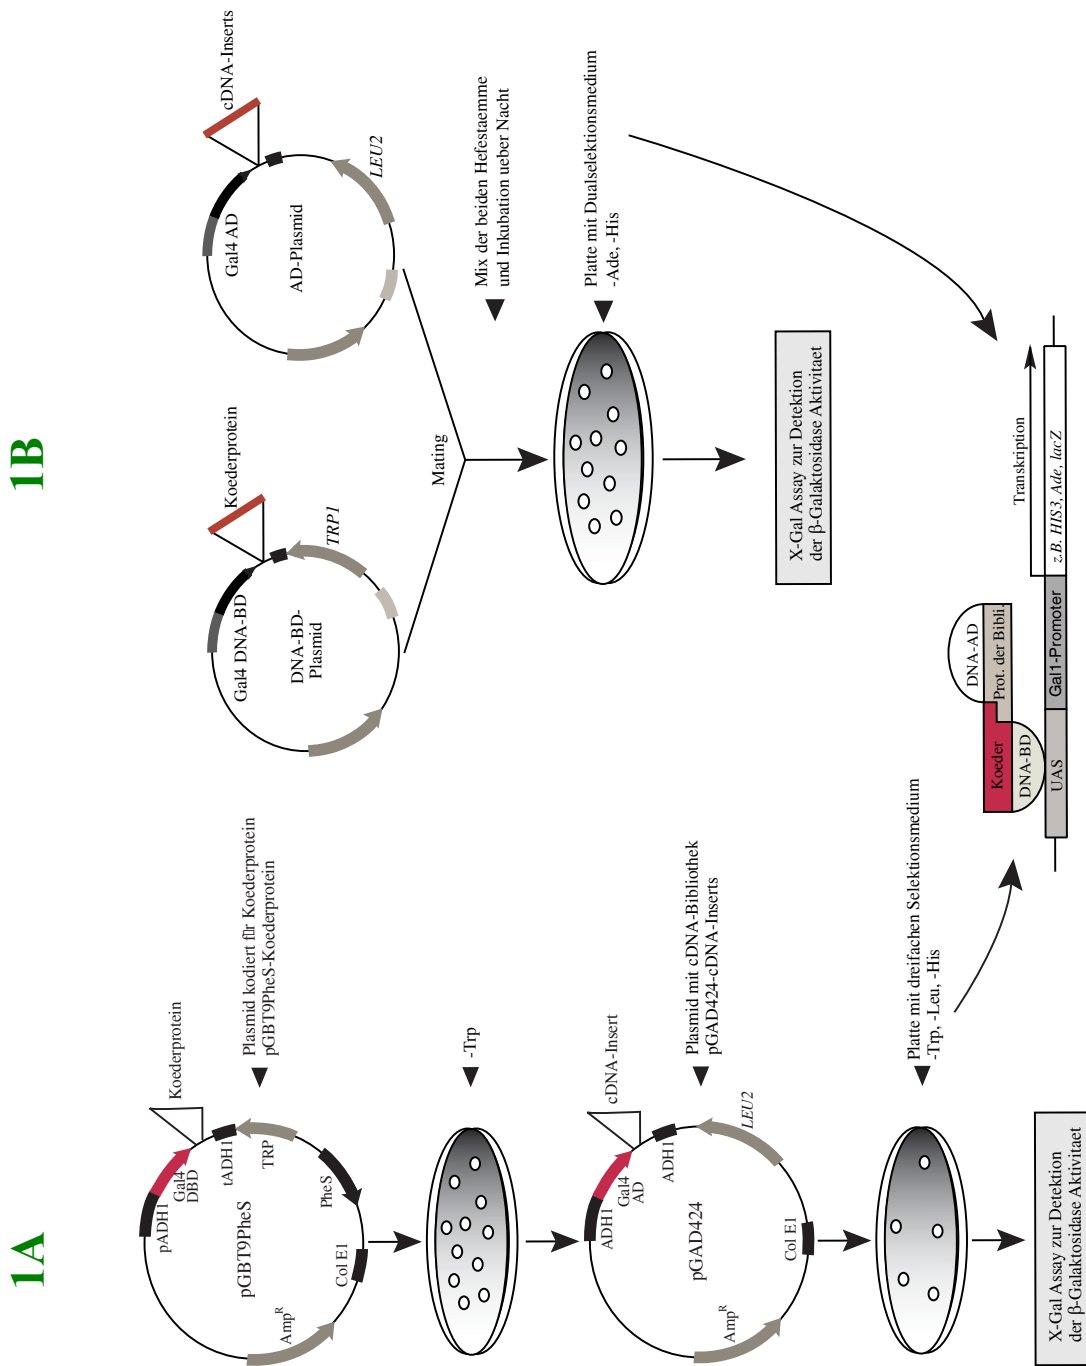 1A
Koederprotein
pADH1
Gal4
DBD
tADH1
TRP
PheS
Col E1
Amp^R
pGBT9PheS
Plasmid kodiert f□r Koederprotein
pGBT9PheS-Koederprotein
-Trp
cDNA-Insert
ADH1
Gal4
AD
ADH1
LEU2
Col E1
Amp^R
pGAD424
Plasmid mit cDNA-Bibliothek
pGAD424-cDNA-Inserts
Platte mit dreifachen Selektionsmedium
-Trp, -Leu, -His
X-Gal Assay zur Detektion
der β-Galaktosidase Aktivitaet
1B
Koederprotein
Gal4 DNA-BD
TRP1
DNA-BD-
Plasmid
cDNA-Inserts
Gal4 AD
LEU2
AD-Plasmid
Mating
Mix der beiden Hefestaemme
und Inkubation ueber Nacht
Platte mit Dualselektionsmedium
-Ade, -His
X-Gal Assay zur Detektion
der β-Galaktosidase Aktivitaet
DNA-AD
Koeder
Prot. der Bibli.
DNA-BD
Transkription
UAS
Gal1-Promoter
z.B. HIS3, Ade, lacZ